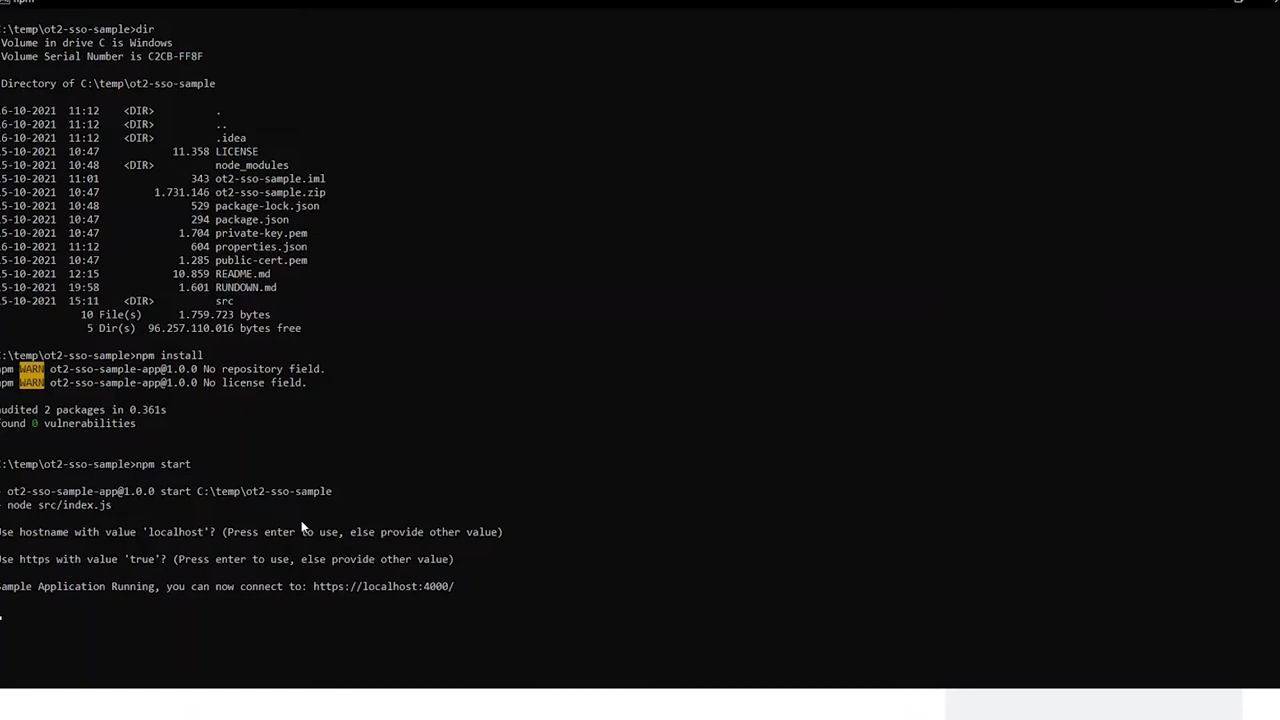 npm
:\temp\ot2-sso-sample>dir
Volume in drive C is Windows
Volume Serial Number is C2CB-FF8F
Directory of C:\temp\ot2-sso-sample
6-10-2021 11:12 <DIR> .
6-10-2021 11:12 <DIR> ..
6-10-2021 11:12 <DIR> .idea
5-10-2021 10:47 11.358 LICENSE
5-10-2021 10:48 <DIR> node_modules
5-10-2021 11:01 343 ot2-sso-sample.iml
5-10-2021 10:47 1.731.146 ot2-sso-sample.zip
5-10-2021 10:48 529 package-lock.json
5-10-2021 10:47 294 package.json
5-10-2021 10:47 1.704 private-key.pem
6-10-2021 11:12 604 properties.json
5-10-2021 10:47 1.285 public-cert.pem
5-10-2021 12:15 10.859 README.md
5-10-2021 19:58 1.601 RUNDOWN.md
5-10-2021 15:11 <DIR> src
10 File(s) 1.759.723 bytes
5 Dir(s) 96.257.110.016 bytes free
:\temp\ot2-sso-sample>npm install
npm WARN ot2-sso-sample-app@1.0.0 No repository field.
npm WARN ot2-sso-sample-app@1.0.0 No license field.
audited 2 packages in 0.361s
found 0 vulnerabilities
:\temp\ot2-sso-sample>npm start
ot2-sso-sample-app@1.0.0 start C:\temp\ot2-sso-sample
node src/index.js
Use hostname with value 'localhost'? (Press enter to use, else provide other value)
Use https with value 'true'? (Press enter to use, else provide other value)
Sample Application Running, you can now connect to: https://localhost:4000/